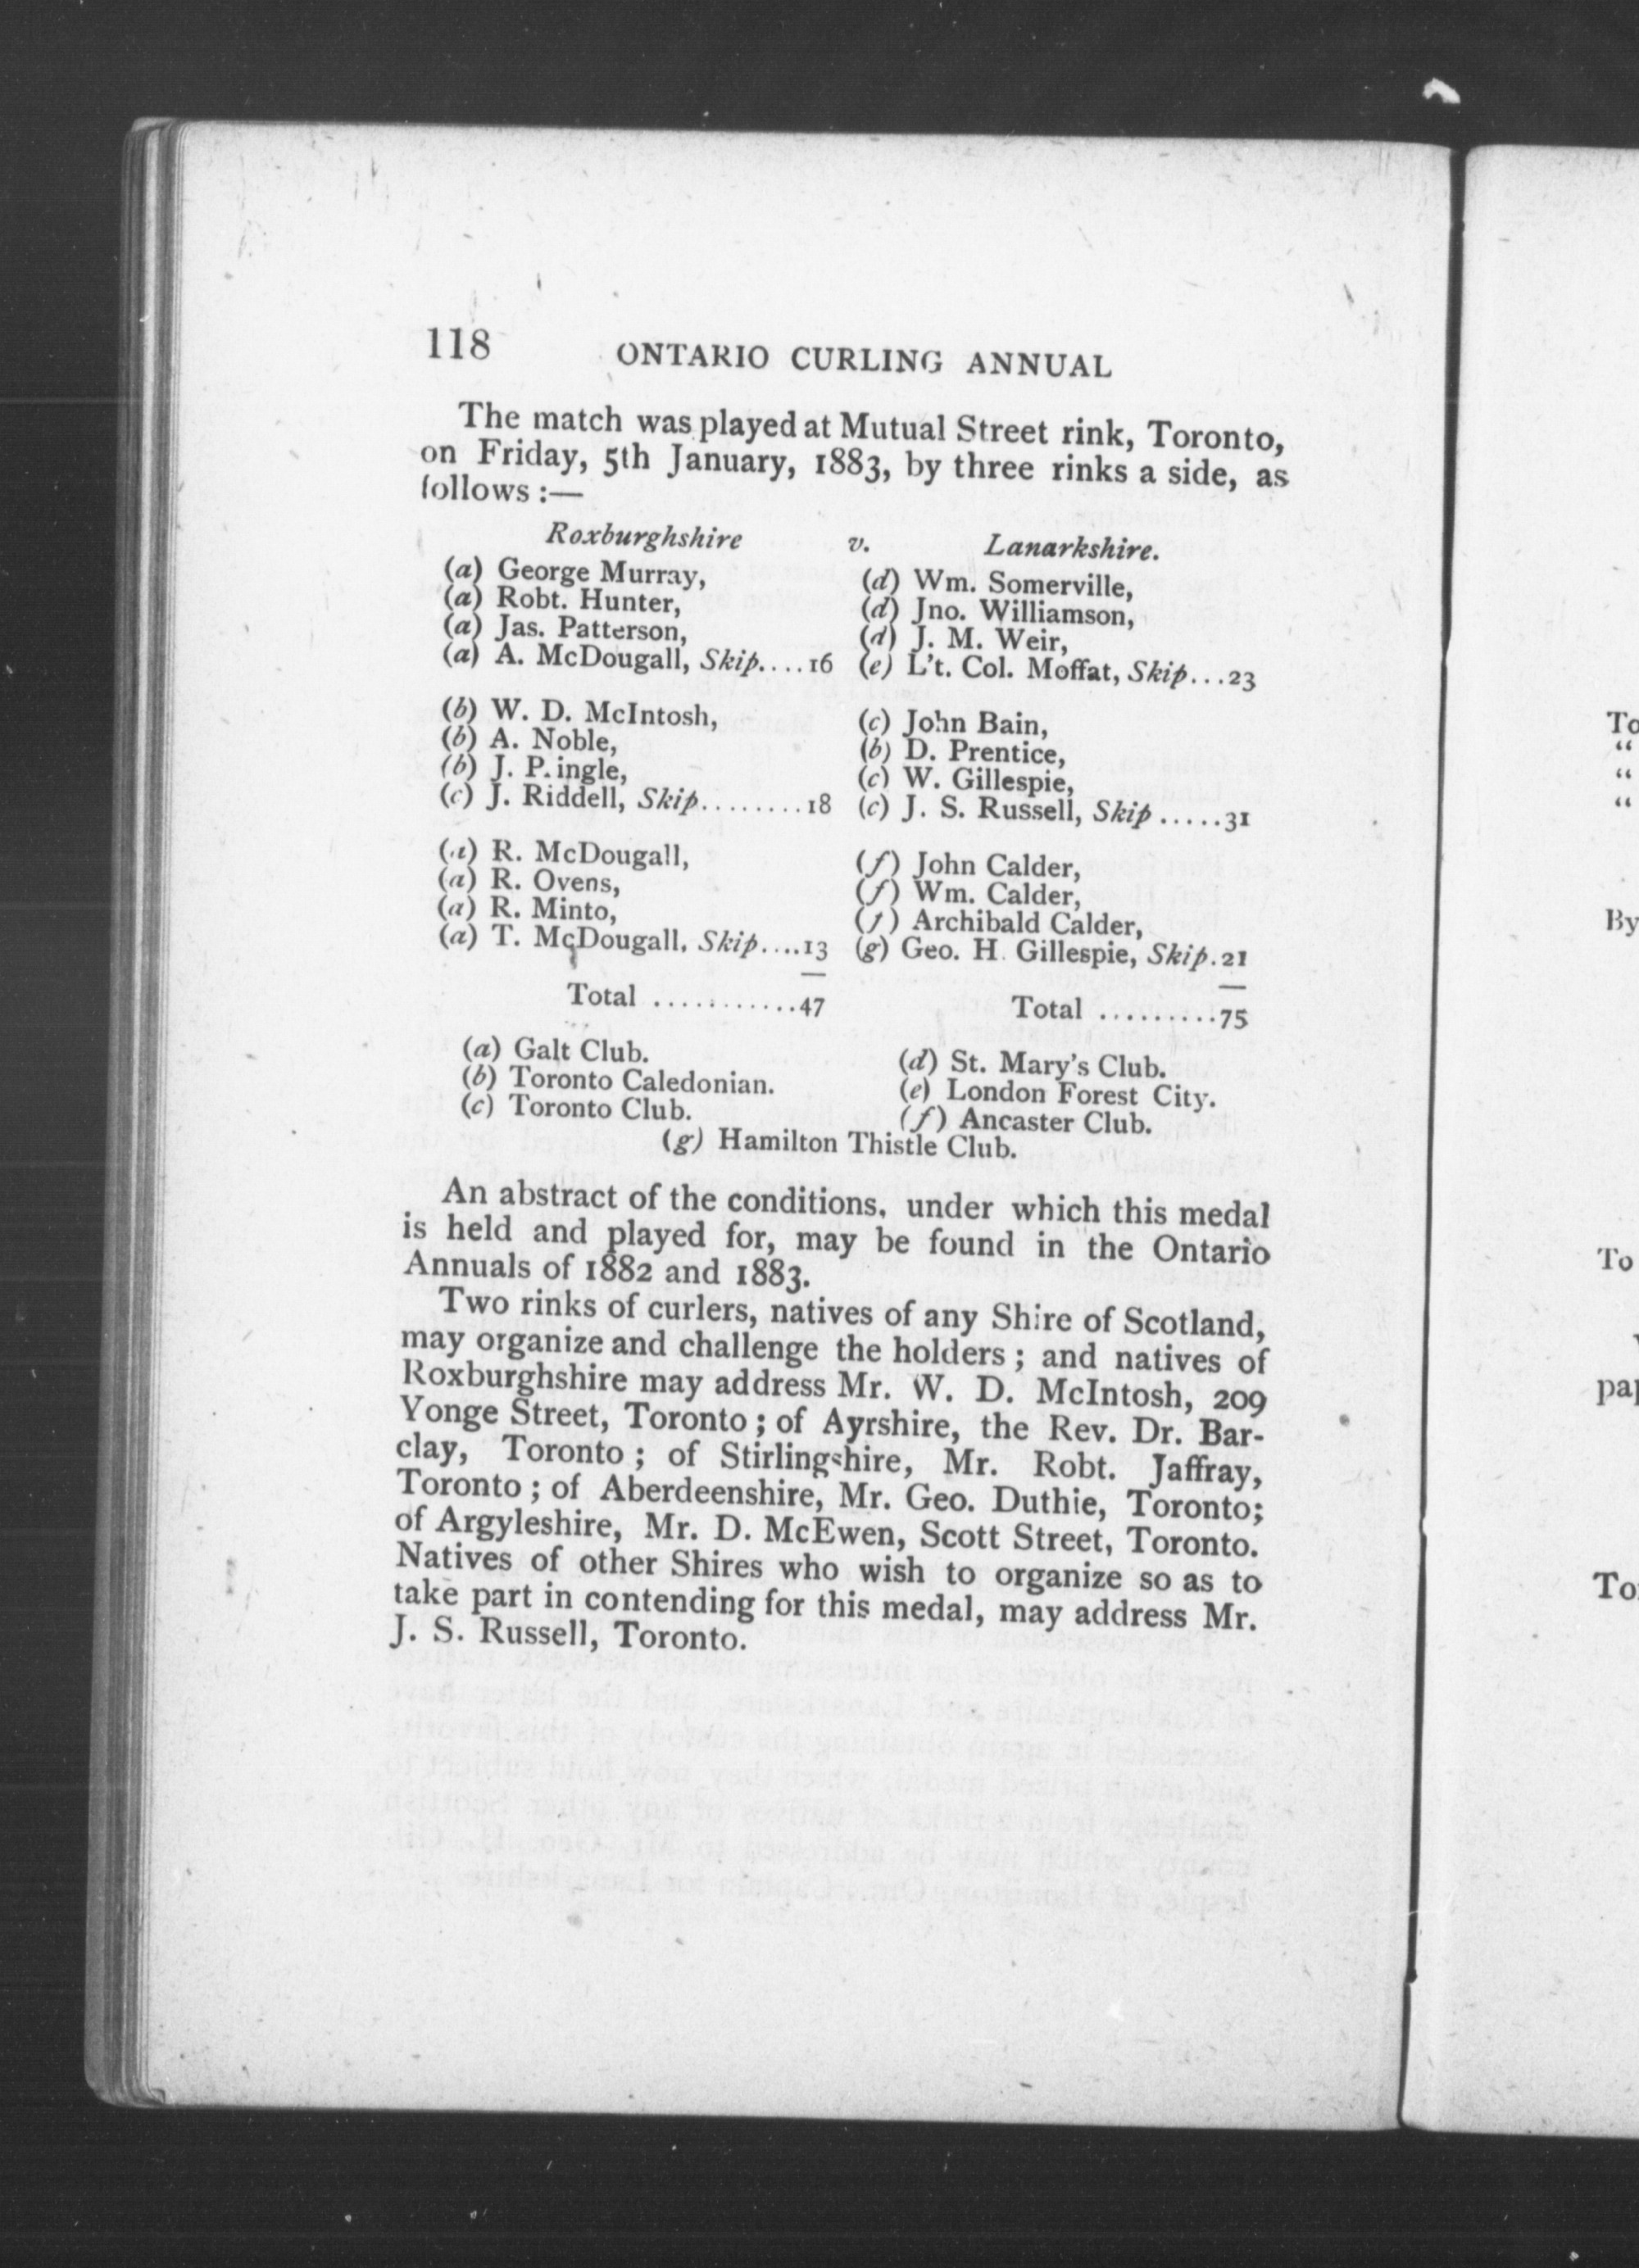 118 ONTARIO CURLING ANNUAL
The match was played at Mutual Street rink, Toronto,
on Friday, 5th January, 1883, by three rinks a side, as
follows :—
Roxburghshire v. Lanarkshire.
(a) George Murray, (d) Wm. Somerville,
(a) Robt. Hunter, (d) Jno. Williamson,
(a) Jas. Patterson, (d) J. M. Weir,
(a) A. McDougall, Skip....16 (e) L't. Col. Moffat, Skip...23
(b) W. D. McIntosh, (c) John Bain,
(b) A. Noble, (b) D. Prentice,
(b) J. P.ingle, (c) W. Gillespie,
(c) J. Riddell, Skip........18 (c) J. S. Russell, Skip .....31
(a) R. McDougall, (f) John Calder,
(a) R. Ovens, (f) Wm. Calder,
(a) R. Minto, (f) Archibald Calder,
(a) T. McDougall, Skip....13 (g) Geo. H. Gillespie, Skip.21
Total ...........47 Total .........75
(a) Galt Club. (d) St. Mary's Club.
(b) Toronto Caledonian. (e) London Forest City.
(c) Toronto Club. (f) Ancaster Club.
(g) Hamilton Thistle Club.
An abstract of the conditions, under which this medal
is held and played for, may be found in the Ontario
Annuals of 1882 and 1883.
Two rinks of curlers, natives of any Shire of Scotland,
may organize and challenge the holders ; and natives of
Roxburghshire may address Mr. W. D. McIntosh, 209
Yonge Street, Toronto ; of Ayrshire, the Rev. Dr. Bar-
clay, Toronto ; of Stirlingshire, Mr. Robt. Jaffray,
Toronto ; of Aberdeenshire, Mr. Geo. Duthie, Toronto;
of Argyleshire, Mr. D. McEwen, Scott Street, Toronto.
Natives of other Shires who wish to organize so as to
take part in contending for this medal, may address Mr.
J. S. Russell, Toronto.
To
"
"
"
By
To